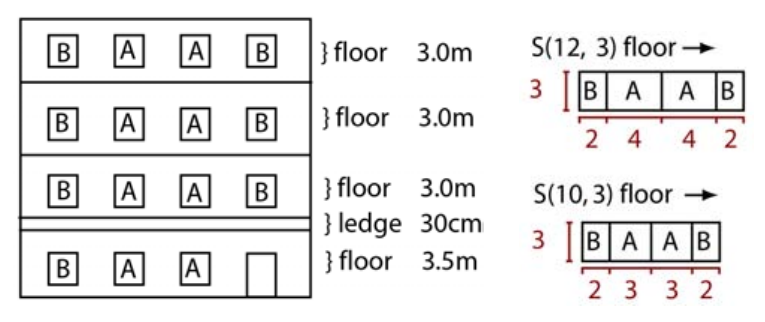 B A A B } floor 3.0m
B A A B } floor 3.0m
B A A B } floor 3.0m
} ledge 30cm
B A A } floor 3.5m
S(12, 3) floor →
3 B A A B
2 4 4 2
S(10,3) floor →
3 B A A B
2 3 3 2